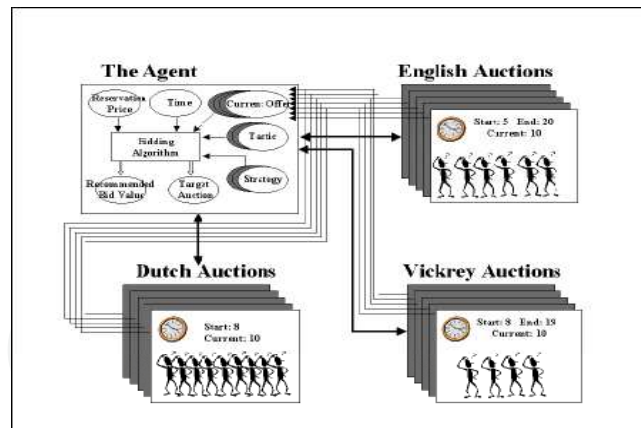 The Agent
English Auctions
Reservation
Price
Time
Current Offer
Bidding
Algorithm
Tactic
Strategy
Recommended
Bid Value
Target
Auction
Start: 5 End: 20
Current: 10
Dutch Auctions
Vickrey Auctions
Start: 8
Current: 10
Start: 8 End: 19
Current: 10